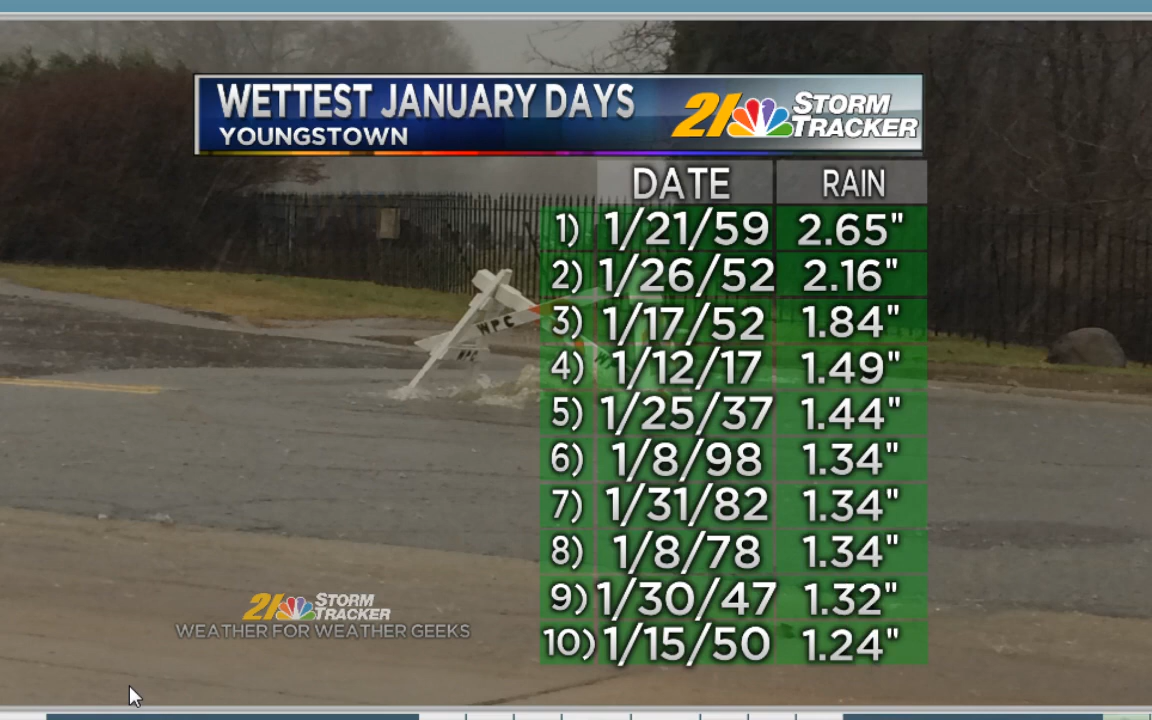 WETTEST JANUARY DAYS
YOUNGSTOWN
21 STORM TRACKER
DATE RAIN
1) 1/21/59 2.65"
2) 1/26/52 2.16"
3) 1/17/52 1.84"
4) 1/12/17 1.49"
5) 1/25/37 1.44"
6) 1/8/98 1.34"
7) 1/31/82 1.34"
8) 1/8/78 1.34"
9) 1/30/47 1.32"
10) 1/15/50 1.24"
WPC
WPC
21 STORM TRACKER
WEATHER FOR WEATHER GEEKS